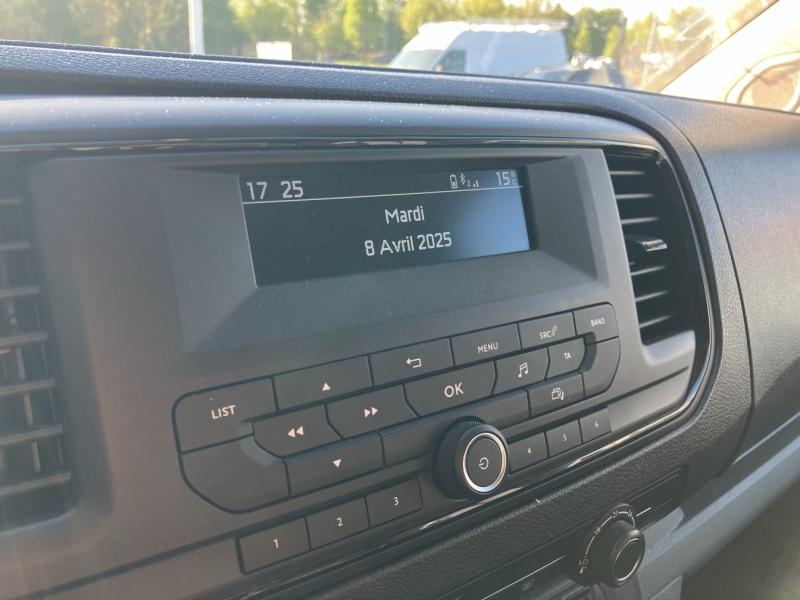 17 25 2 15°C
Mardi
8 Avril 2025
SRC BAND
MENU
TA
LIST OK
4 5 6
1 2 3